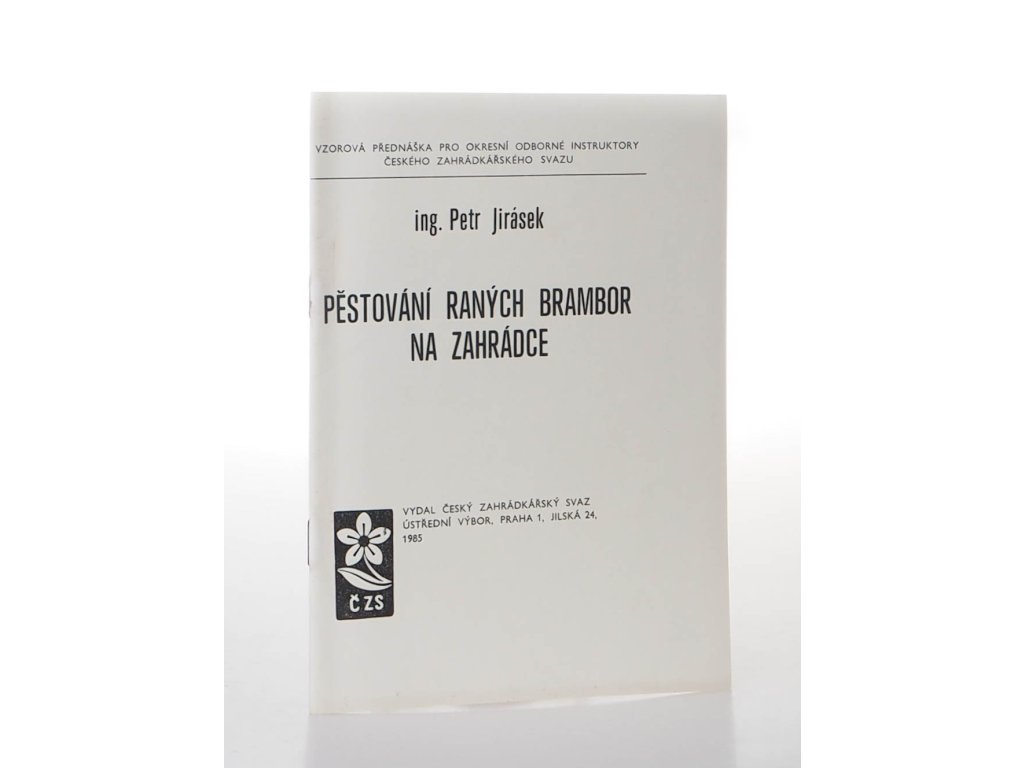 VZOROVÁ PŘEDNÁŠKA PRO OKRESNÍ ODBORNÉ INSTRUKTORY
ČESKÉHO ZAHRÁDKÁŘSKÉHO SVAZU
ing. Petr Jirásek
PĚSTOVÁNÍ RANÝCH BRAMBOR
NA ZAHRÁDCE
VYDAL ČESKÝ ZAHRÁDKÁŘSKÝ SVAZ
ÚSTŘEDNÍ VÝBOR, PRAHA 1, JILSKÁ 24,
1985
ČZS